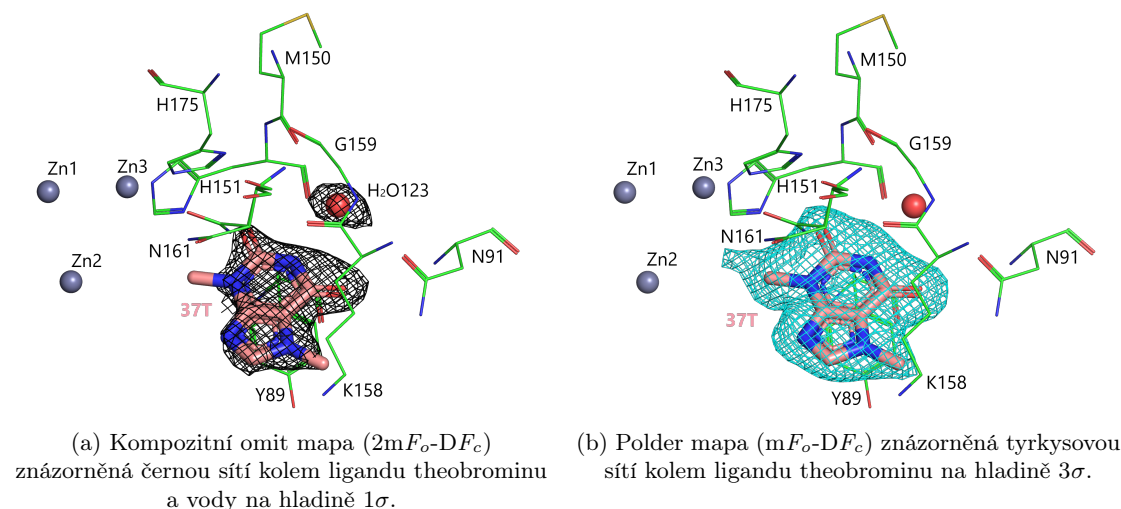 M150
H175
G159
Zn1
Zn3
H151
H₂O123
N161
N91
Zn2
37T
Y89
K158
M150
H175
G159
Zn1
Zn3
H151
N161
N91
Zn2
37T
Y89
K158
(a) Kompozitní omit mapa (2mFₒ-DF꜀)
znázorněná černou sítí kolem ligandu theobrominu
a vody na hladině 1σ.
(b) Polder mapa (mFₒ-DF꜀) znázorněná tyrkysovou
sítí kolem ligandu theobrominu na hladině 3σ.